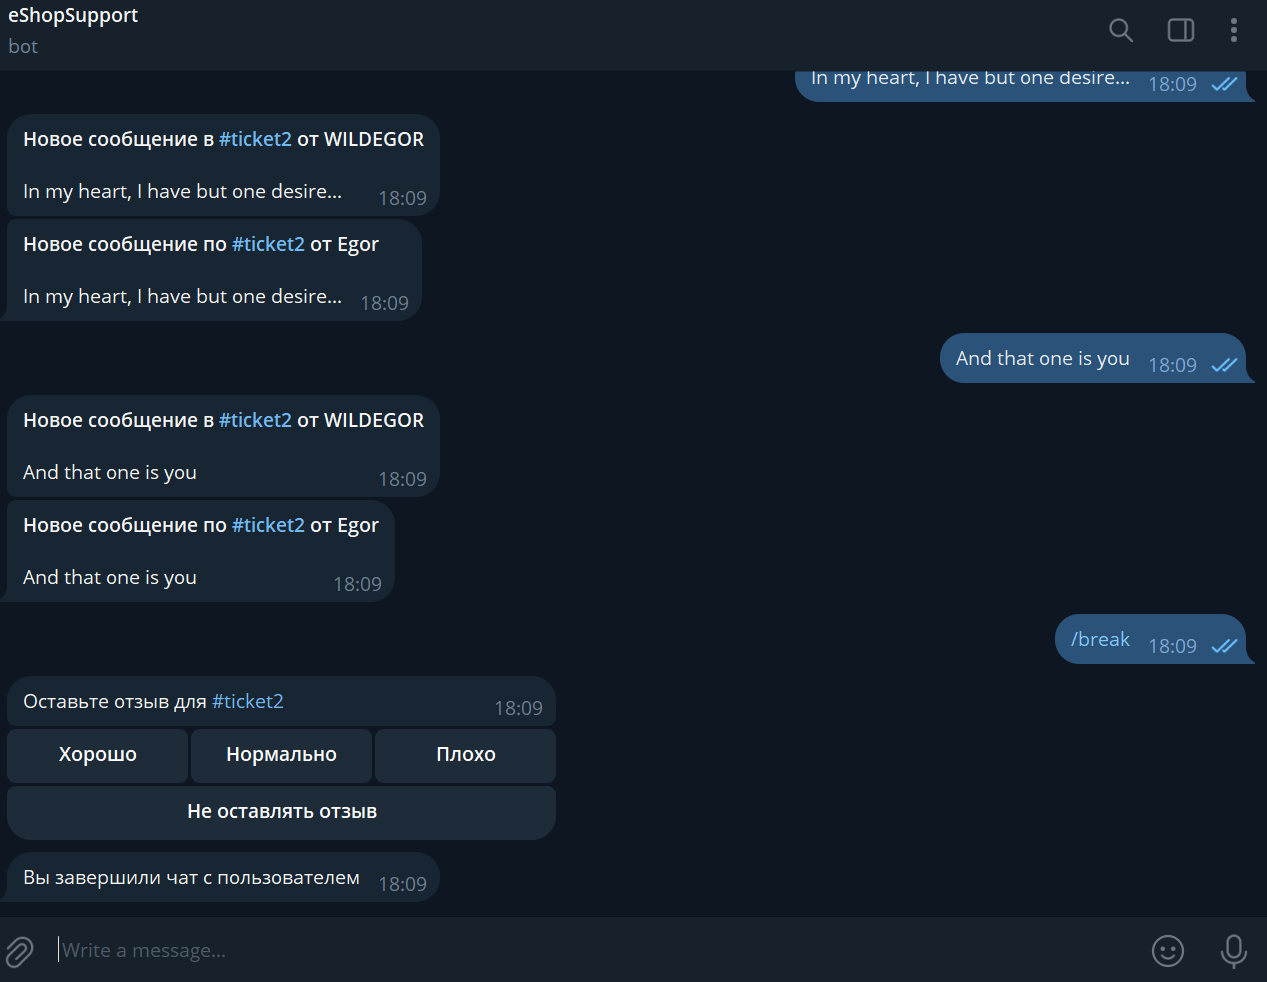 eShopSupport
bot
In my heart, I have but one desire... 18:09
Новое сообщение в #ticket2 от WILDEGOR
In my heart, I have but one desire... 18:09
Новое сообщение по #ticket2 от Egor
In my heart, I have but one desire... 18:09
And that one is you 18:09
Новое сообщение в #ticket2 от WILDEGOR
And that one is you 18:09
Новое сообщение по #ticket2 от Egor
And that one is you 18:09
/break 18:09
Оставьте отзыв для #ticket2 18:09
Хорошо Нормально Плохо
Не оставлять отзыв
Вы завершили чат с пользователем 18:09
Write a message...